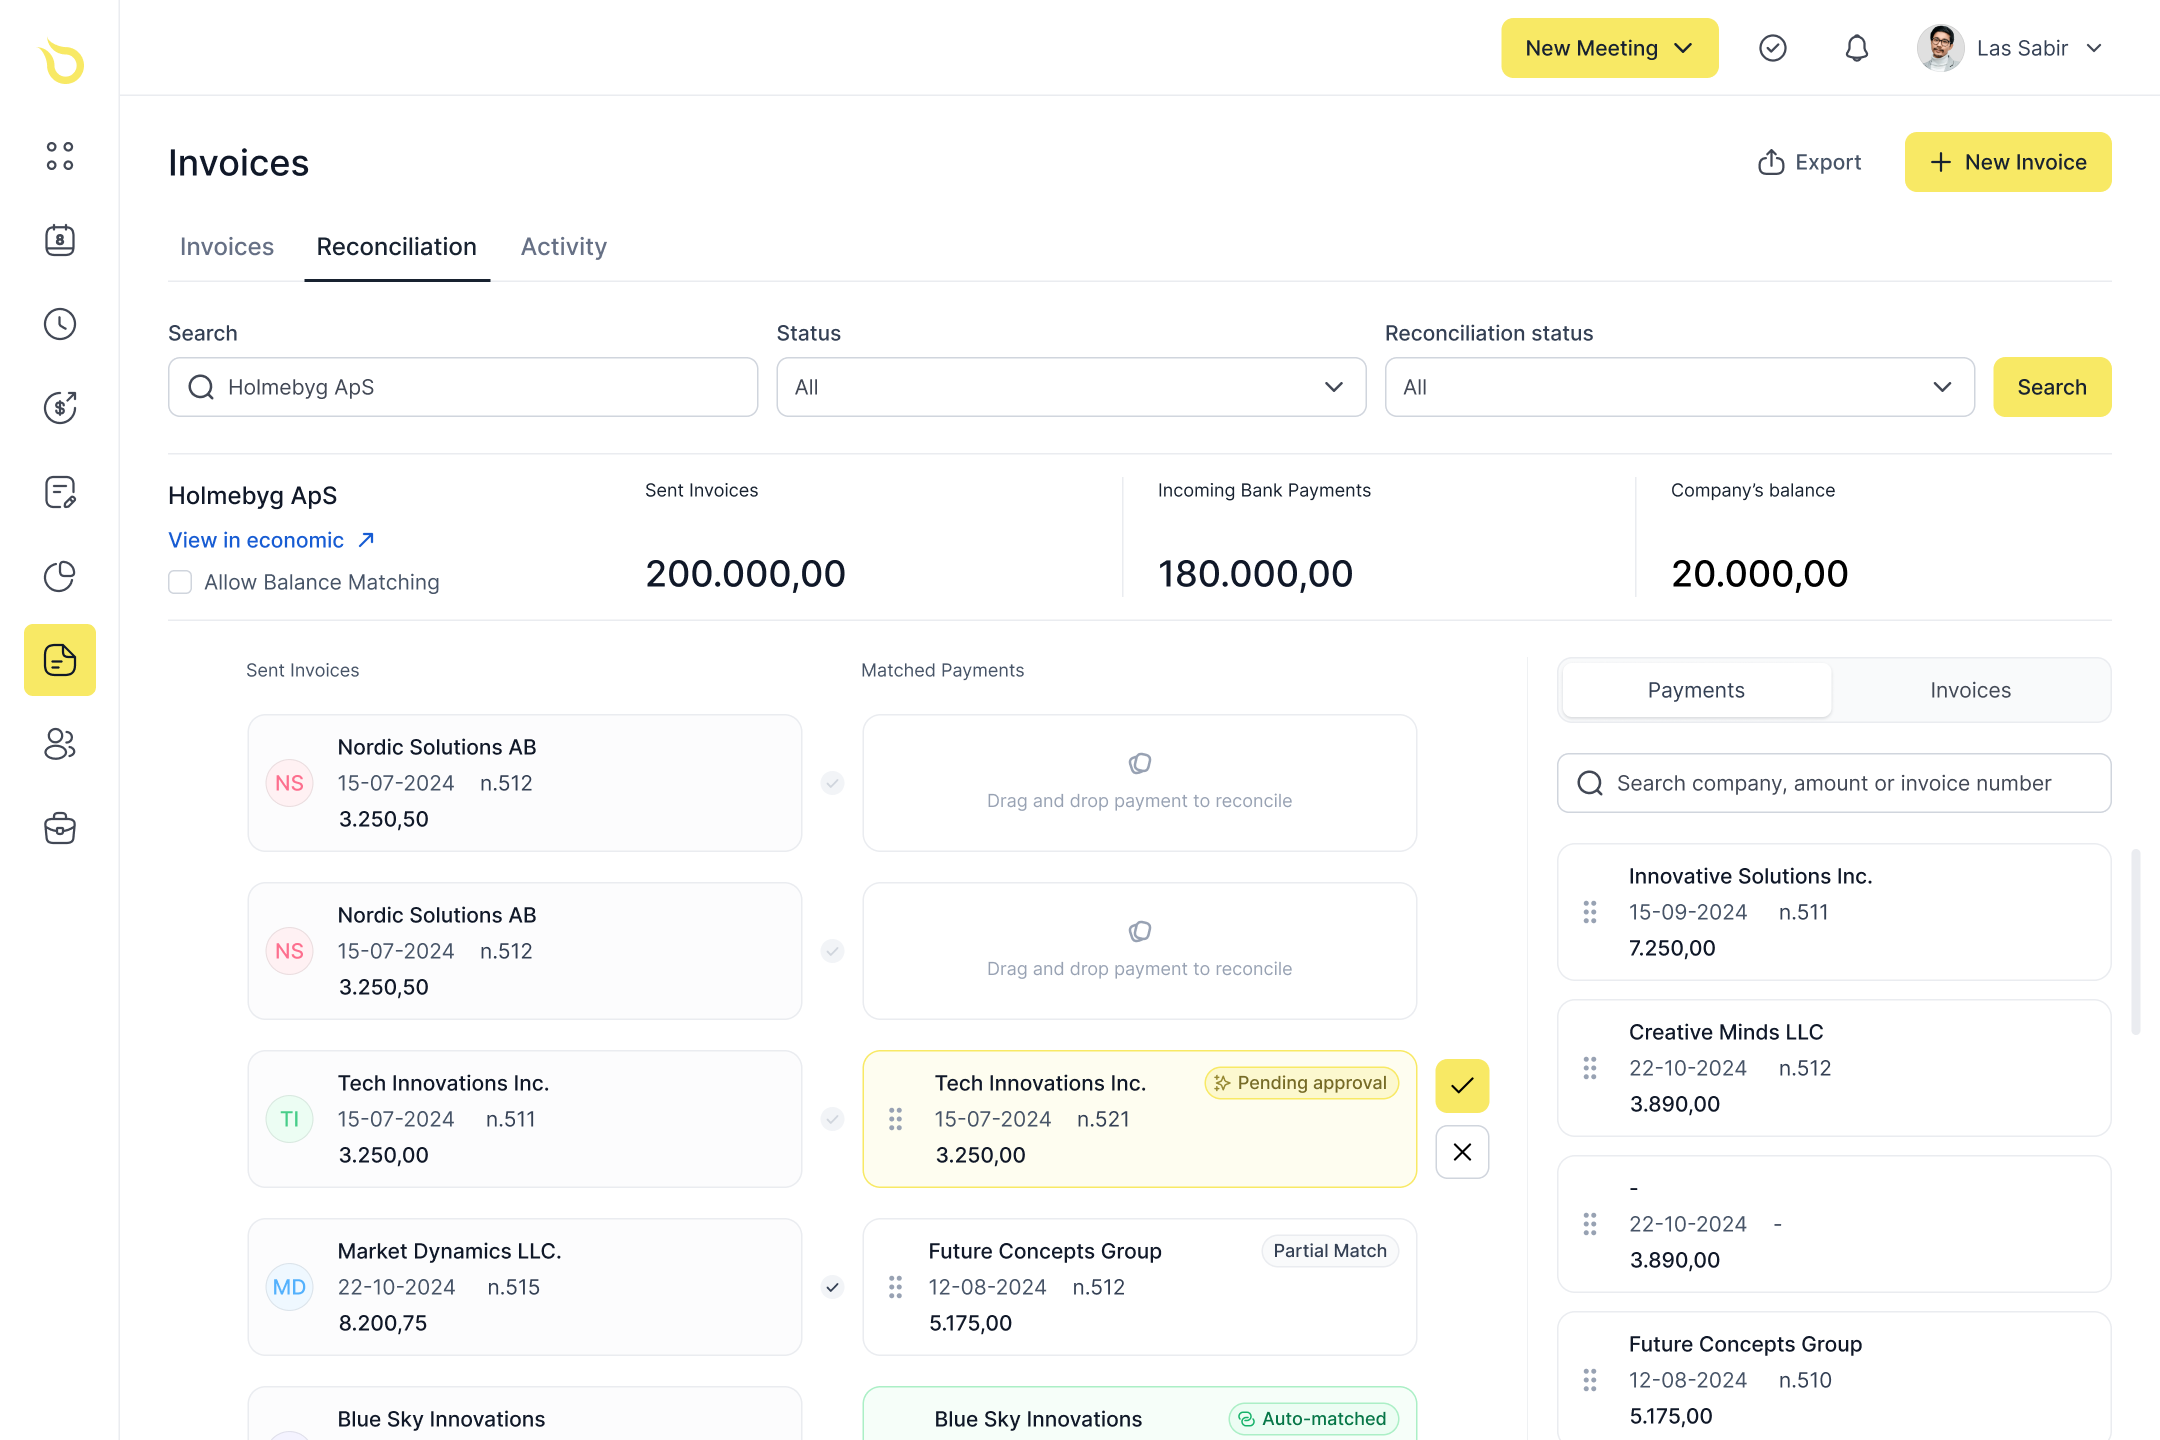 New Meeting
Las Sabir
8
Invoices
Export
New Invoice
Invoices
Reconciliation
Activity
Search
Status
Reconciliation status
Holmebyg ApS
All
All
Search
Holmebyg ApS
View in economic
Allow Balance Matching
Sent Invoices
200.000,00
Incoming Bank Payments
180.000,00
Company’s balance
20.000,00
Sent Invoices
Matched Payments
NS
Nordic Solutions AB
15-07-2024 n.512
3.250,50
Drag and drop payment to reconcile
NS
Nordic Solutions AB
15-07-2024 n.512
3.250,50
Drag and drop payment to reconcile
TI
Tech Innovations Inc.
15-07-2024 n.511
3.250,00
Tech Innovations Inc.
Pending approval
15-07-2024 n.521
3.250,00
MD
Market Dynamics LLC.
22-10-2024 n.515
8.200,75
Future Concepts Group
Partial Match
12-08-2024 n.512
5.175,00
Blue Sky Innovations
Blue Sky Innovations
Auto-matched
Payments
Invoices
Search company, amount or invoice number
Innovative Solutions Inc.
15-09-2024 n.511
7.250,00
Creative Minds LLC
22-10-2024 n.512
3.890,00
-
22-10-2024 -
3.890,00
Future Concepts Group
12-08-2024 n.510
5.175,00